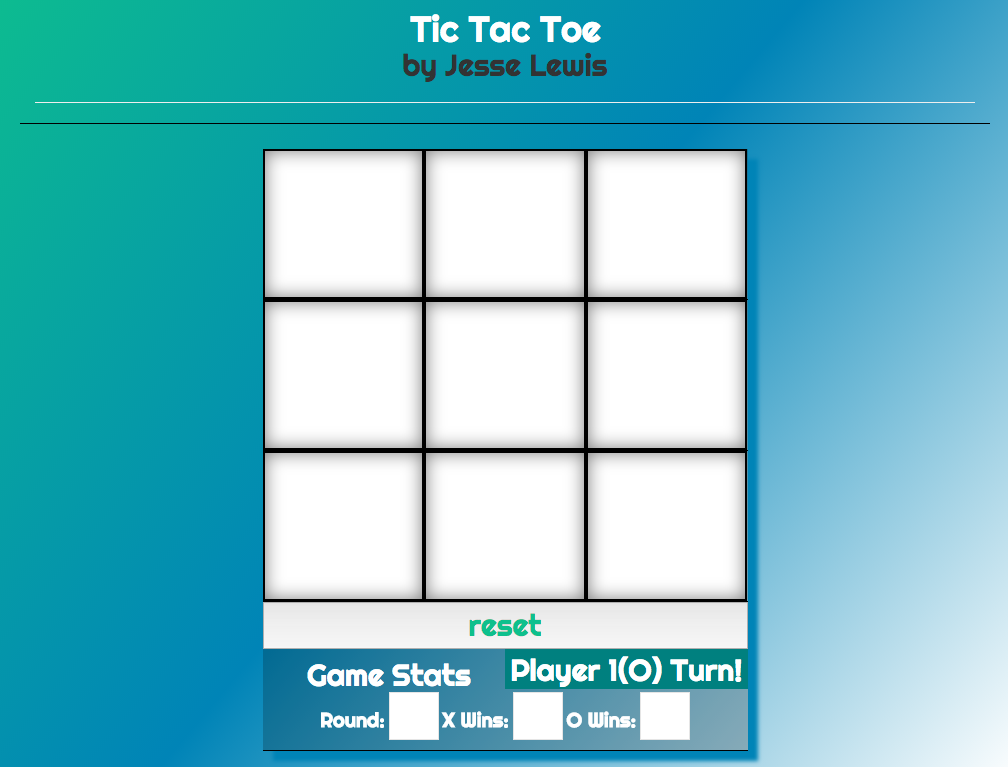 Tic Tac Toe
by Jesse Lewis
reset
Game Stats
Player 1(O) Turn!
Round: X Wins: O Wins: